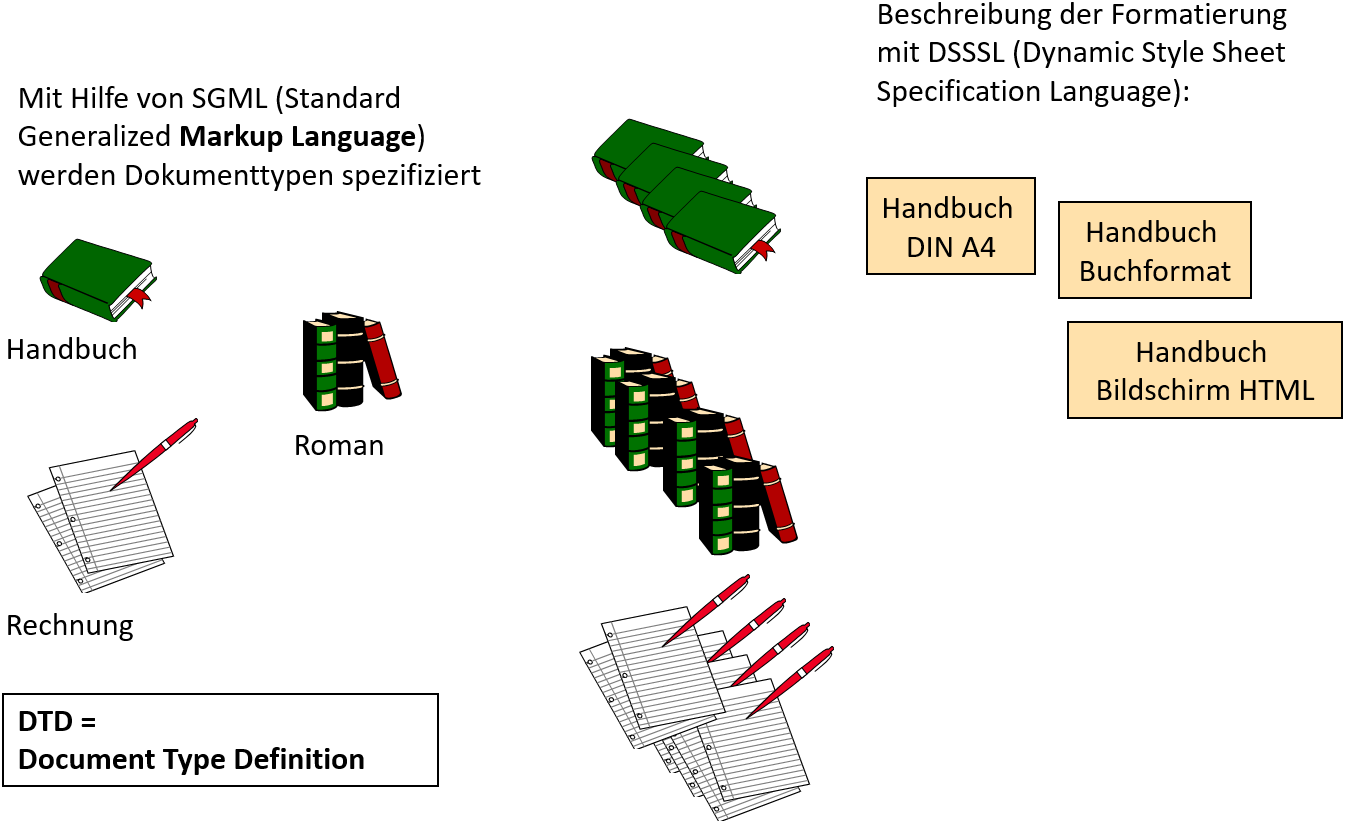 Mit Hilfe von SGML (Standard
Generalized Markup Language)
werden Dokumenttypen spezifiziert
Handbuch
Roman
Rechnung
DTD =
Document Type Definition
Beschreibung der Formatierung
mit DSSSL (Dynamic Style Sheet
Specification Language):
Handbuch
DIN A4
Handbuch
Buchformat
Handbuch
Bildschirm HTML